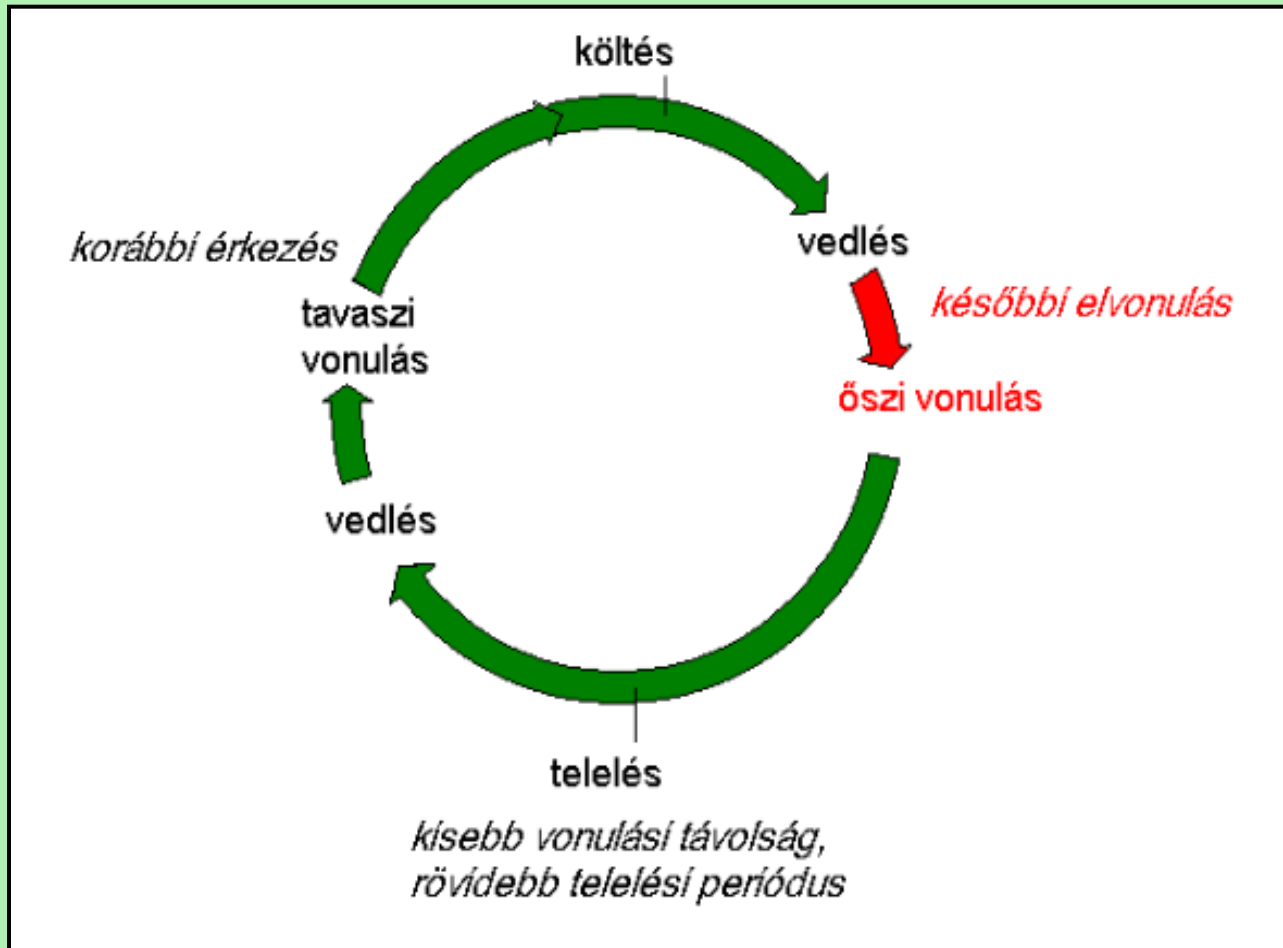 költés
korábbi érkezés
vedlés
későbbi elvonulás
tavaszi
vonulás
őszi vonulás
vedlés
telelés
kisebb vonulási távolság,
rövidebb telelési periódus